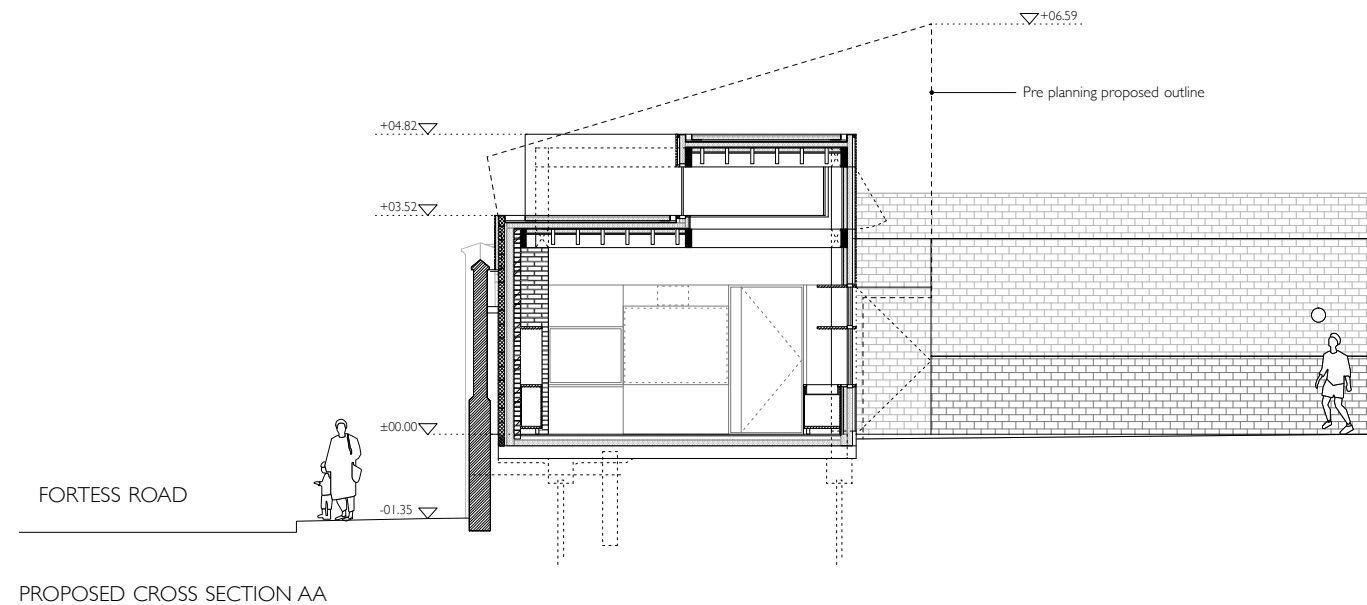 +06.59
Pre planning proposed outline
+04.82
+03.52
±00.00
FORTESS ROAD
-01.35
PROPOSED CROSS SECTION AA